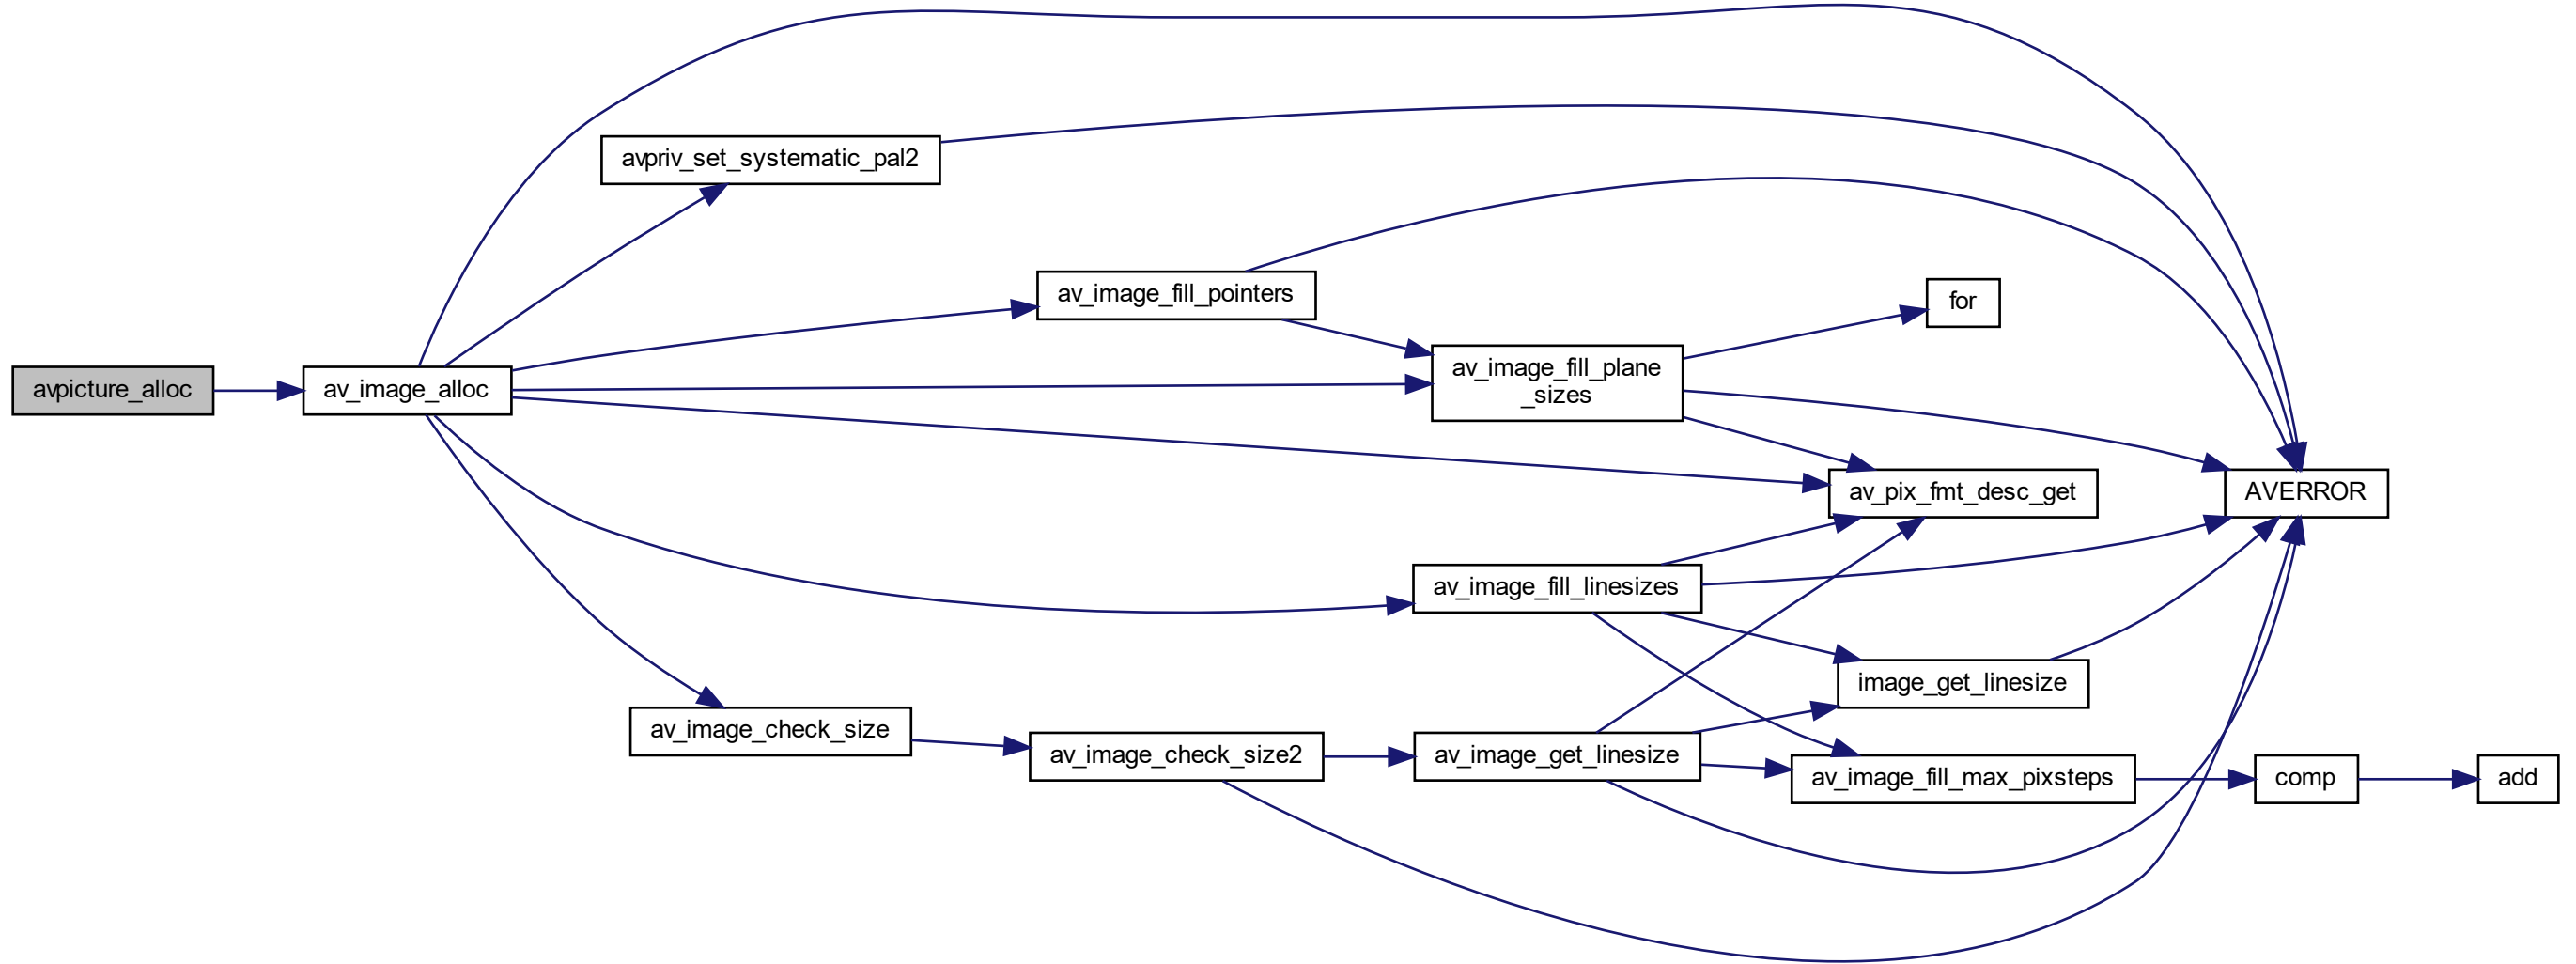 avpicture_alloc
av_image_alloc
avpriv_set_systematic_pal2
av_image_fill_pointers
for
av_image_fill_plane
_sizes
av_pix_fmt_desc_get
AVERROR
av_image_fill_linesizes
image_get_linesize
av_image_check_size
av_image_check_size2
av_image_get_linesize
av_image_fill_max_pixsteps
comp
add